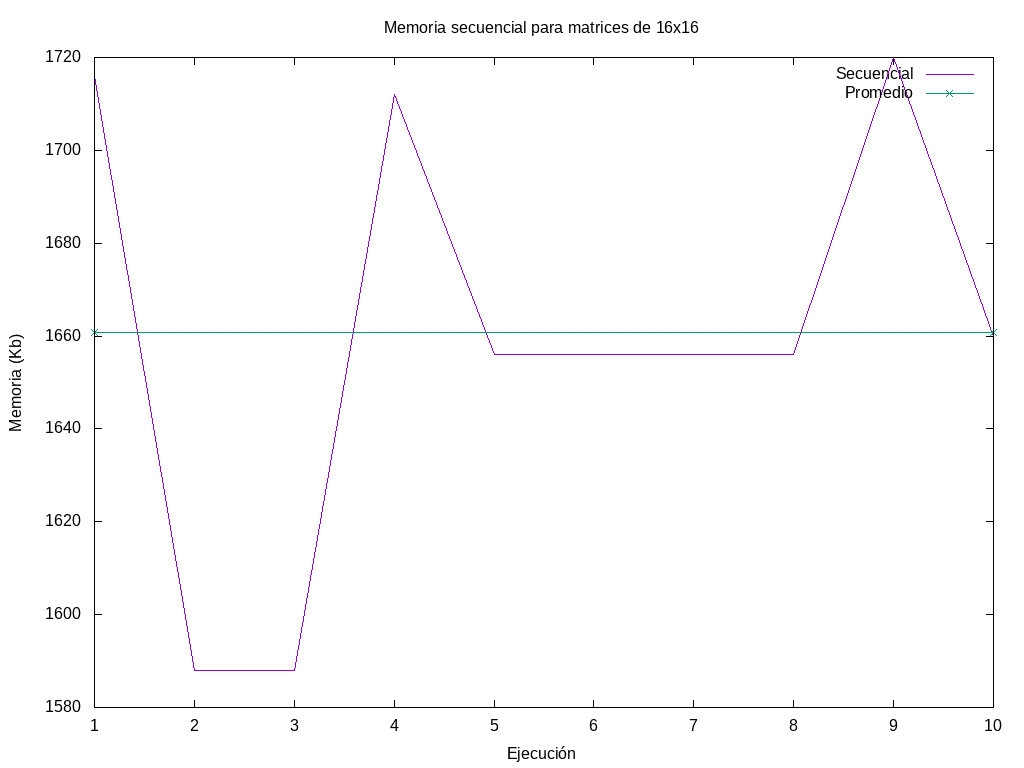 Memoria secuencial para matrices de 16x16
1720
1700
1680
1660
1640
1620
1600
1580
Memoria (Kb)
Secuencial
Promedio
1 2 3 4 5 6 7 8 9 10
Ejecución